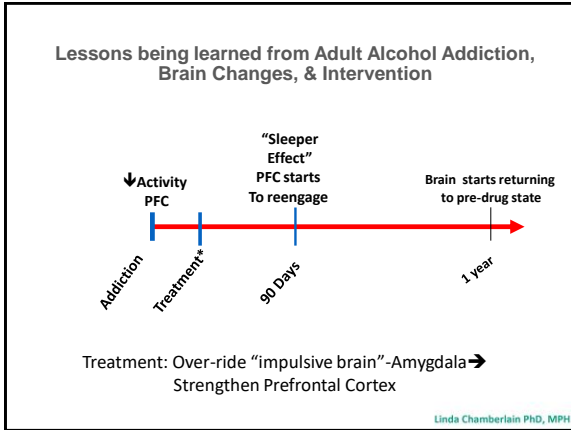 Lessons being learned from Adult Alcohol Addiction,
Brain Changes, & Intervention
“Sleeper
Effect”
PFC starts
To reengage
🡻Activity
PFC
Brain starts returning
to pre-drug state
Addiction
Treatment*
90 Days
1 year
Treatment: Over-ride “impulsive brain”-Amygdala🡺
Strengthen Prefrontal Cortex
Linda Chamberlain PhD, MPH